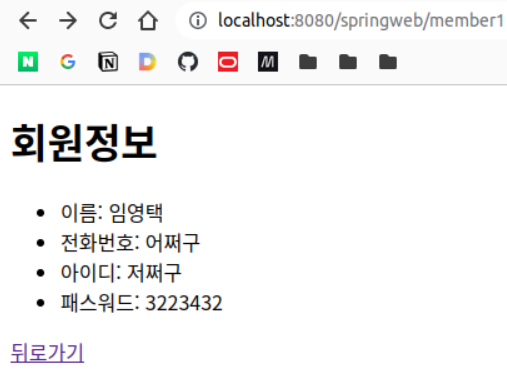 localhost:8080/springweb/member1
회원정보
이름: 임영택
전화번호: 어쩌구
아이디: 저쩌구
패스워드: 3223432
뒤로가기